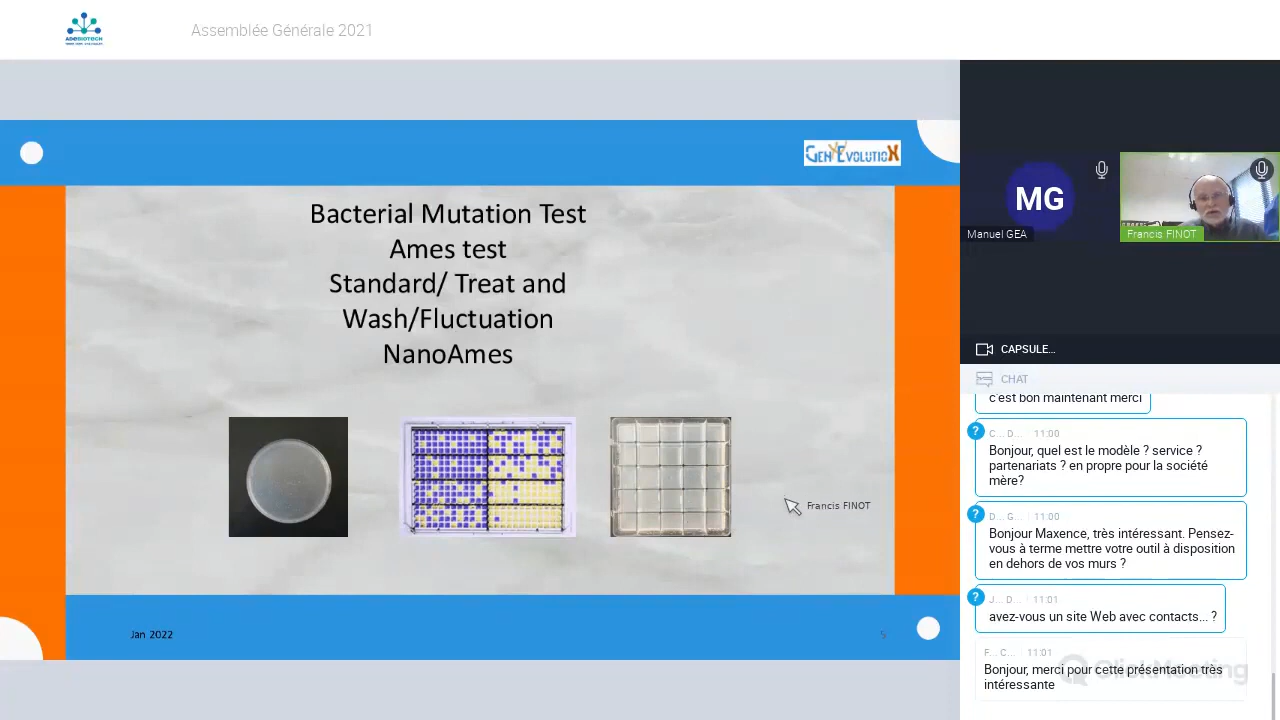 ADEBIOTECH
Assemblée Générale 2021
GenEvolutioN
Bacterial Mutation Test
Ames test
Standard/ Treat and
Wash/Fluctuation
NanoAmes
Francis FINOT
Jan 2022
5
MG
Manuel GEA
Francis FINOT
CAPSULE...
CHAT
c'est bon maintenant merci
? C... D... 11:00
Bonjour, quel est le modèle ? service ?
partenariats ? en propre pour la société
mère?
? D... G... 11:00
Bonjour Maxence, très intéressant. Pensez-
vous à terme mettre votre outil à disposition
en dehors de vos murs ?
? J... D... 11:01
avez-vous un site Web avec contacts... ?
F... C... 11:01
Bonjour, merci pour cette présentation très
intéressante
ClickMeeting